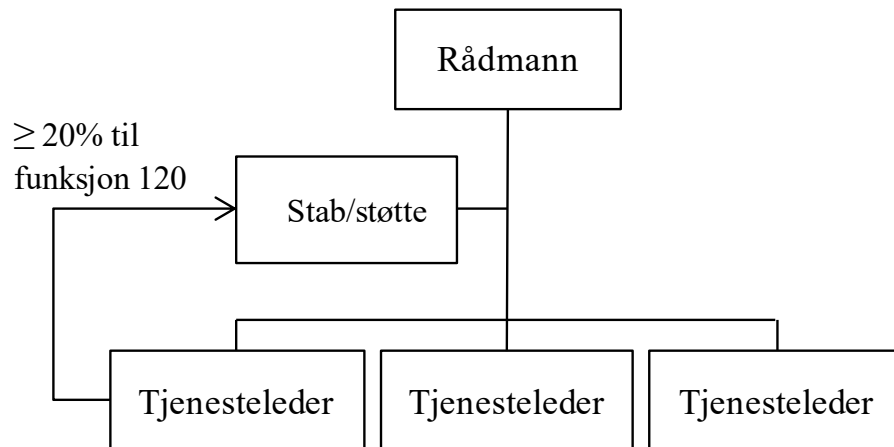 Rådmann
≥ 20% til
funksjon 120
Stab/støtte
Tjenesteleder
Tjenesteleder
Tjenesteleder